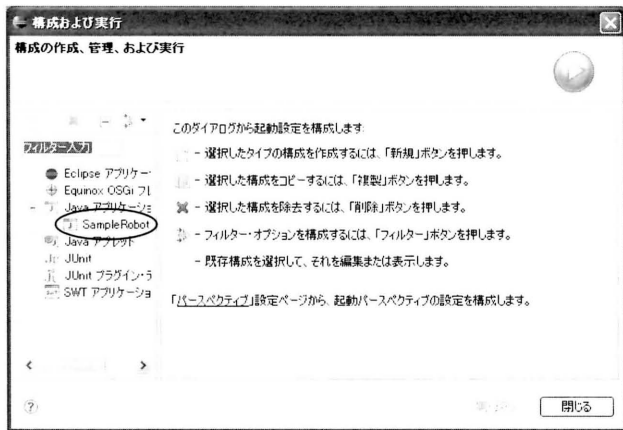 構成および実行
構成の作成、管理、および実行
フィルター入力
Eclipse アプリケー
Equinox OSGi フレ
Java アプリケーショ
SampleRobot
Java アプレット
JUnit
JUnit プラグイン・テ
SWT アプリケーショ
このダイアログから起動設定を構成します:
- 選択したタイプの構成を作成するには、「新規」ボタンを押します。
- 選択した構成をコピーするには、「複製」ボタンを押します。
- 選択した構成を除去するには、「削除」ボタンを押します。
- フィルター・オプションを構成するには、「フィルター」ボタンを押します。
- 既存構成を選択して、それを編集または表示します。
「パースペクティブ」設定ページから、起動パースペクティブの設定を構成します。
閉じる